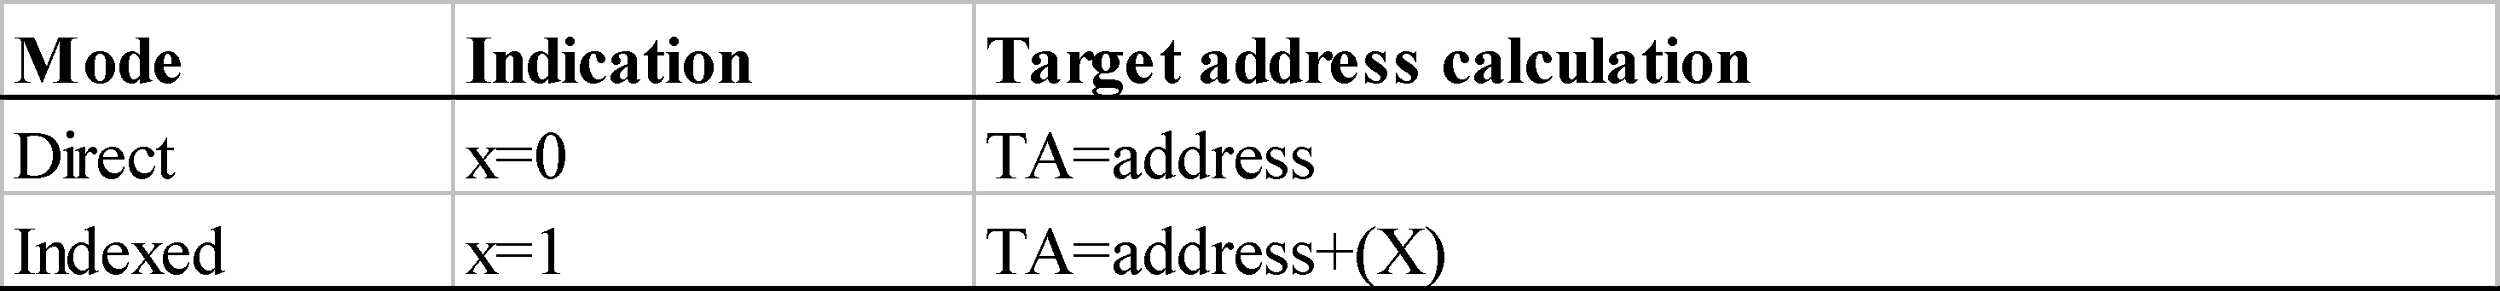 Mode Indication Target address calculation
Direct x=0 TA=address
Indexed x=1 TA=address+(X)